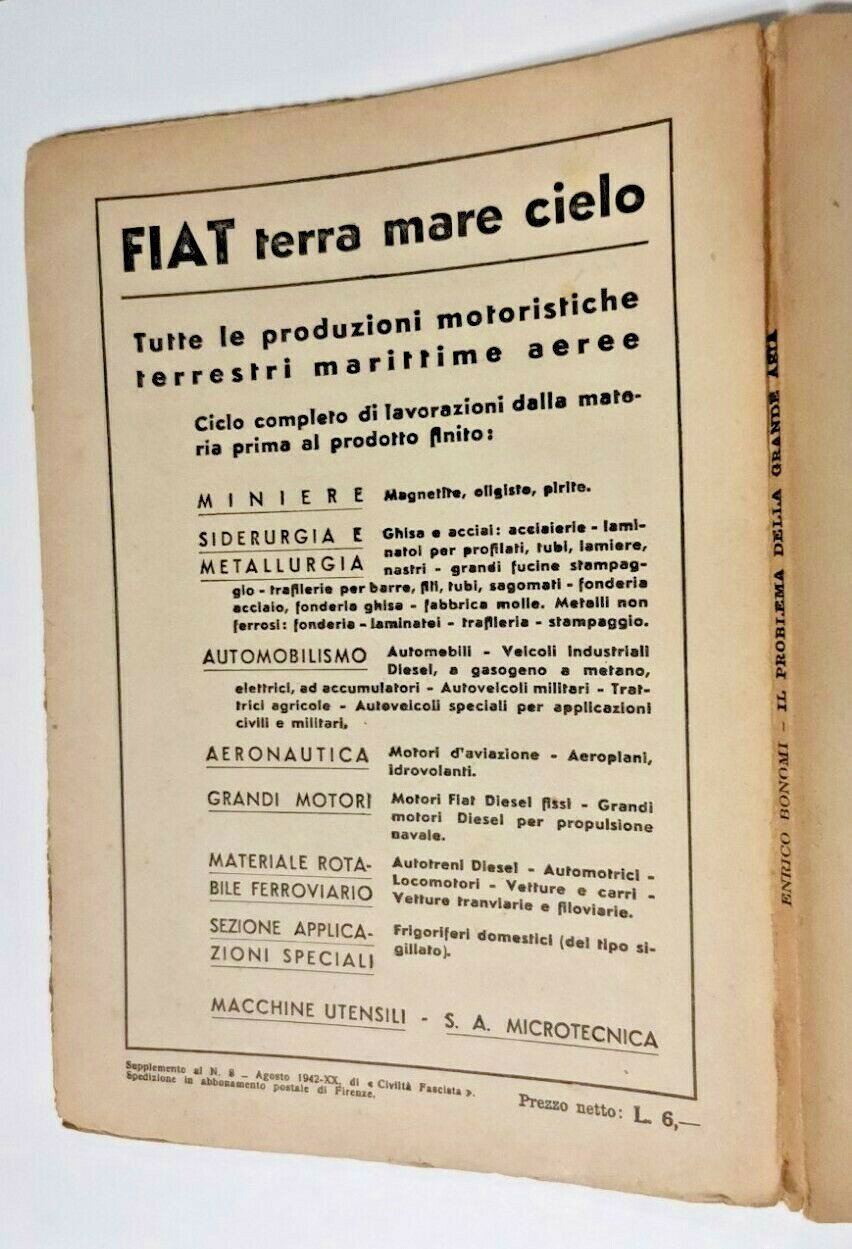 FIAT terra mare cielo
Tutte le produzioni motoristiche
terrestri marittime aeree
Ciclo completo di lavorazioni dalla mate-
ria prima al prodotto finito:
MINIERE Magnetite, oligisto, pirite.
SIDERURGIA E Ghisa e acciai: acciaierie - lami-
METALLURGIA natoi per profilati, tubi, lamiere,
nastri - grandi fucine stampag-
gio - trafilerie per barre, fili, tubi, sagomati - fonderia
acciaio, fonderia ghisa - fabbrica molle. Metalli non
ferrosi: fonderia - laminatoi - trafileria - stampaggio.
AUTOMOBILISMO Automobili - Veicoli industriali
Diesel, a gasogeno a metano,
elettrici, ad accumulatori - Autoveicoli militari - Trat-
trici agricole - Autoveicoli speciali per applicazioni
civili e militari.
AERONAUTICA Motori d'aviazione - Aeroplani,
idrovolanti.
GRANDI MOTORI Motori Fiat Diesel fissi - Grandi
motori Diesel per propulsione
navale.
MATERIALE ROTA- Autotreni Diesel - Automotrici -
BILE FERROVIARIO Locomotori - Vetture e carri -
Vetture tranviarie e filoviarie.
SEZIONE APPLICA- Frigoriferi domestici (del tipo si-
ZIONI SPECIALI gillato).
MACCHINE UTENSILI - S. A. MICROTECNICA
Supplemento al N. 8 - Agosto 1942-XX, di « Civiltà Fascista ».
Spedizione in abbonamento postale di Firenze.
Prezzo netto: L. 6,—
ENRICO BONOMI - IL PROBLEMA DELLA GRANDE ASIA